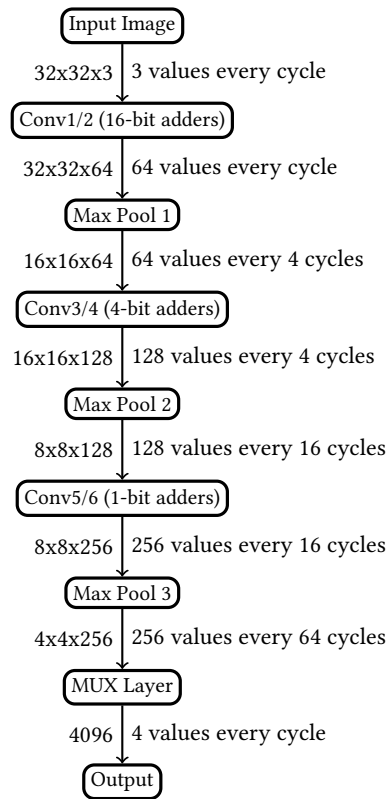 Input Image
32x32x3 3 values every cycle
Conv1/2 (16-bit adders)
32x32x64 64 values every cycle
Max Pool 1
16x16x64 64 values every 4 cycles
Conv3/4 (4-bit adders)
16x16x128 128 values every 4 cycles
Max Pool 2
8x8x128 128 values every 16 cycles
Conv5/6 (1-bit adders)
8x8x256 256 values every 16 cycles
Max Pool 3
4x4x256 256 values every 64 cycles
MUX Layer
4096 4 values every cycle
Output